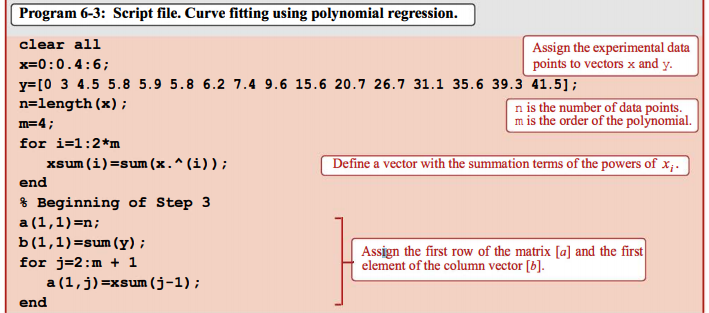 Program 6-3: Script file. Curve fitting using polynomial regression.
clear all
x=0:0.4:6;
y=[0 3 4.5 5.8 5.9 5.8 6.2 7.4 9.6 15.6 20.7 26.7 31.1 35.6 39.3 41.5];
Assign the experimental data
points to vectors x and y.
n=length(x);
m=4;
n is the number of data points.
m is the order of the polynomial.
for i=1:2*m
xsum(i)=sum(x.^(i));
Define a vector with the summation terms of the powers of xᵢ.
end
% Beginning of Step 3
a(1,1)=n;
b(1,1)=sum(y);
for j=2:m + 1
a(1,j)=xsum(j-1);
end
Assign the first row of the matrix [a] and the first
element of the column vector [b].